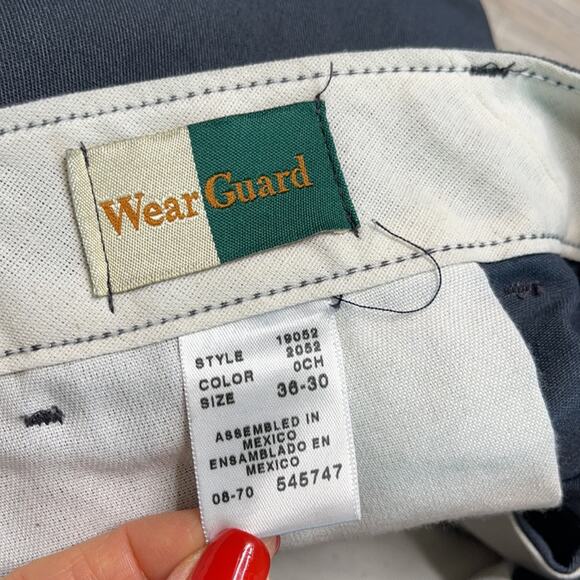 WearGuard
19052
STYLE 2052
COLOR 0CH
SIZE 36-30
ASSEMBLED IN
MEXICO
ENSAMBLADO EN
MEXICO
08-70 545747